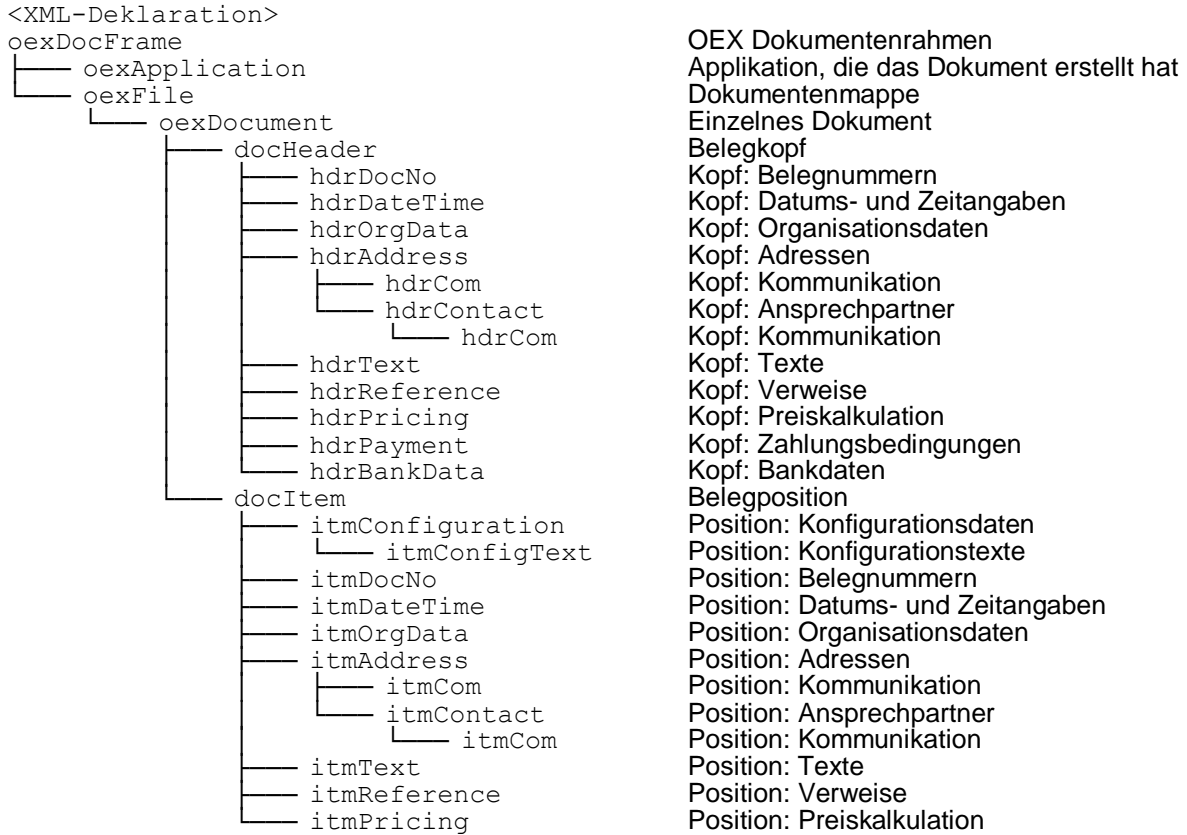 <XML-Deklaration>
oexDocFrame OEX Dokumentenrahmen
oexApplication Applikation, die das Dokument erstellt hat
oexFile Dokumentenmappe
oexDocument Einzelnes Dokument
docHeader Belegkopf
hdrDocNo Kopf: Belegnummern
hdrDateTime Kopf: Datums- und Zeitangaben
hdrOrgData Kopf: Organisationsdaten
hdrAddress Kopf: Adressen
hdrCom Kopf: Kommunikation
hdrContact Kopf: Ansprechpartner
hdrCom Kopf: Kommunikation
hdrText Kopf: Texte
hdrReference Kopf: Verweise
hdrPricing Kopf: Preiskalkulation
hdrPayment Kopf: Zahlungsbedingungen
hdrBankData Kopf: Bankdaten
docItem Belegposition
itmConfiguration Position: Konfigurationsdaten
itmConfigText Position: Konfigurationstexte
itmDocNo Position: Belegnummern
itmDateTime Position: Datums- und Zeitangaben
itmOrgData Position: Organisationsdaten
itmAddress Position: Adressen
itmCom Position: Kommunikation
itmContact Position: Ansprechpartner
itmCom Position: Kommunikation
itmText Position: Texte
itmReference Position: Verweise
itmPricing Position: Preiskalkulation